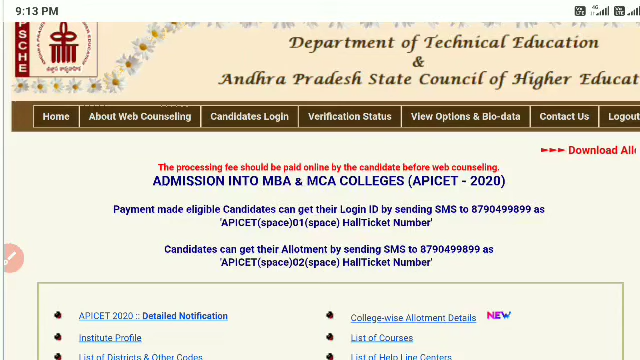 9:13 PM
4G
PSCHE
Department of Technical Education
&
Andhra Pradesh State Council of Higher Educat
Home About Web Counseling Candidates Login Verification Status View Options & Bio-data Contact Us Logout
Download All
The processing fee should be paid online by the candidate before web counseling.
ADMISSION INTO MBA & MCA COLLEGES (APICET - 2020)
Payment made eligible Candidates can get their Login ID by sending SMS to 8790499899 as
'APICET(space)01(space) HallTicket Number'
Candidates can get their Allotment by sending SMS to 8790499899 as
'APICET(space)02(space) HallTicket Number'
APICET 2020 :: Detailed Notification
College-wise Allotment Details NEW
Institute Profile
List of Courses
List of Districts & Other Codes
List of Help Line Centers